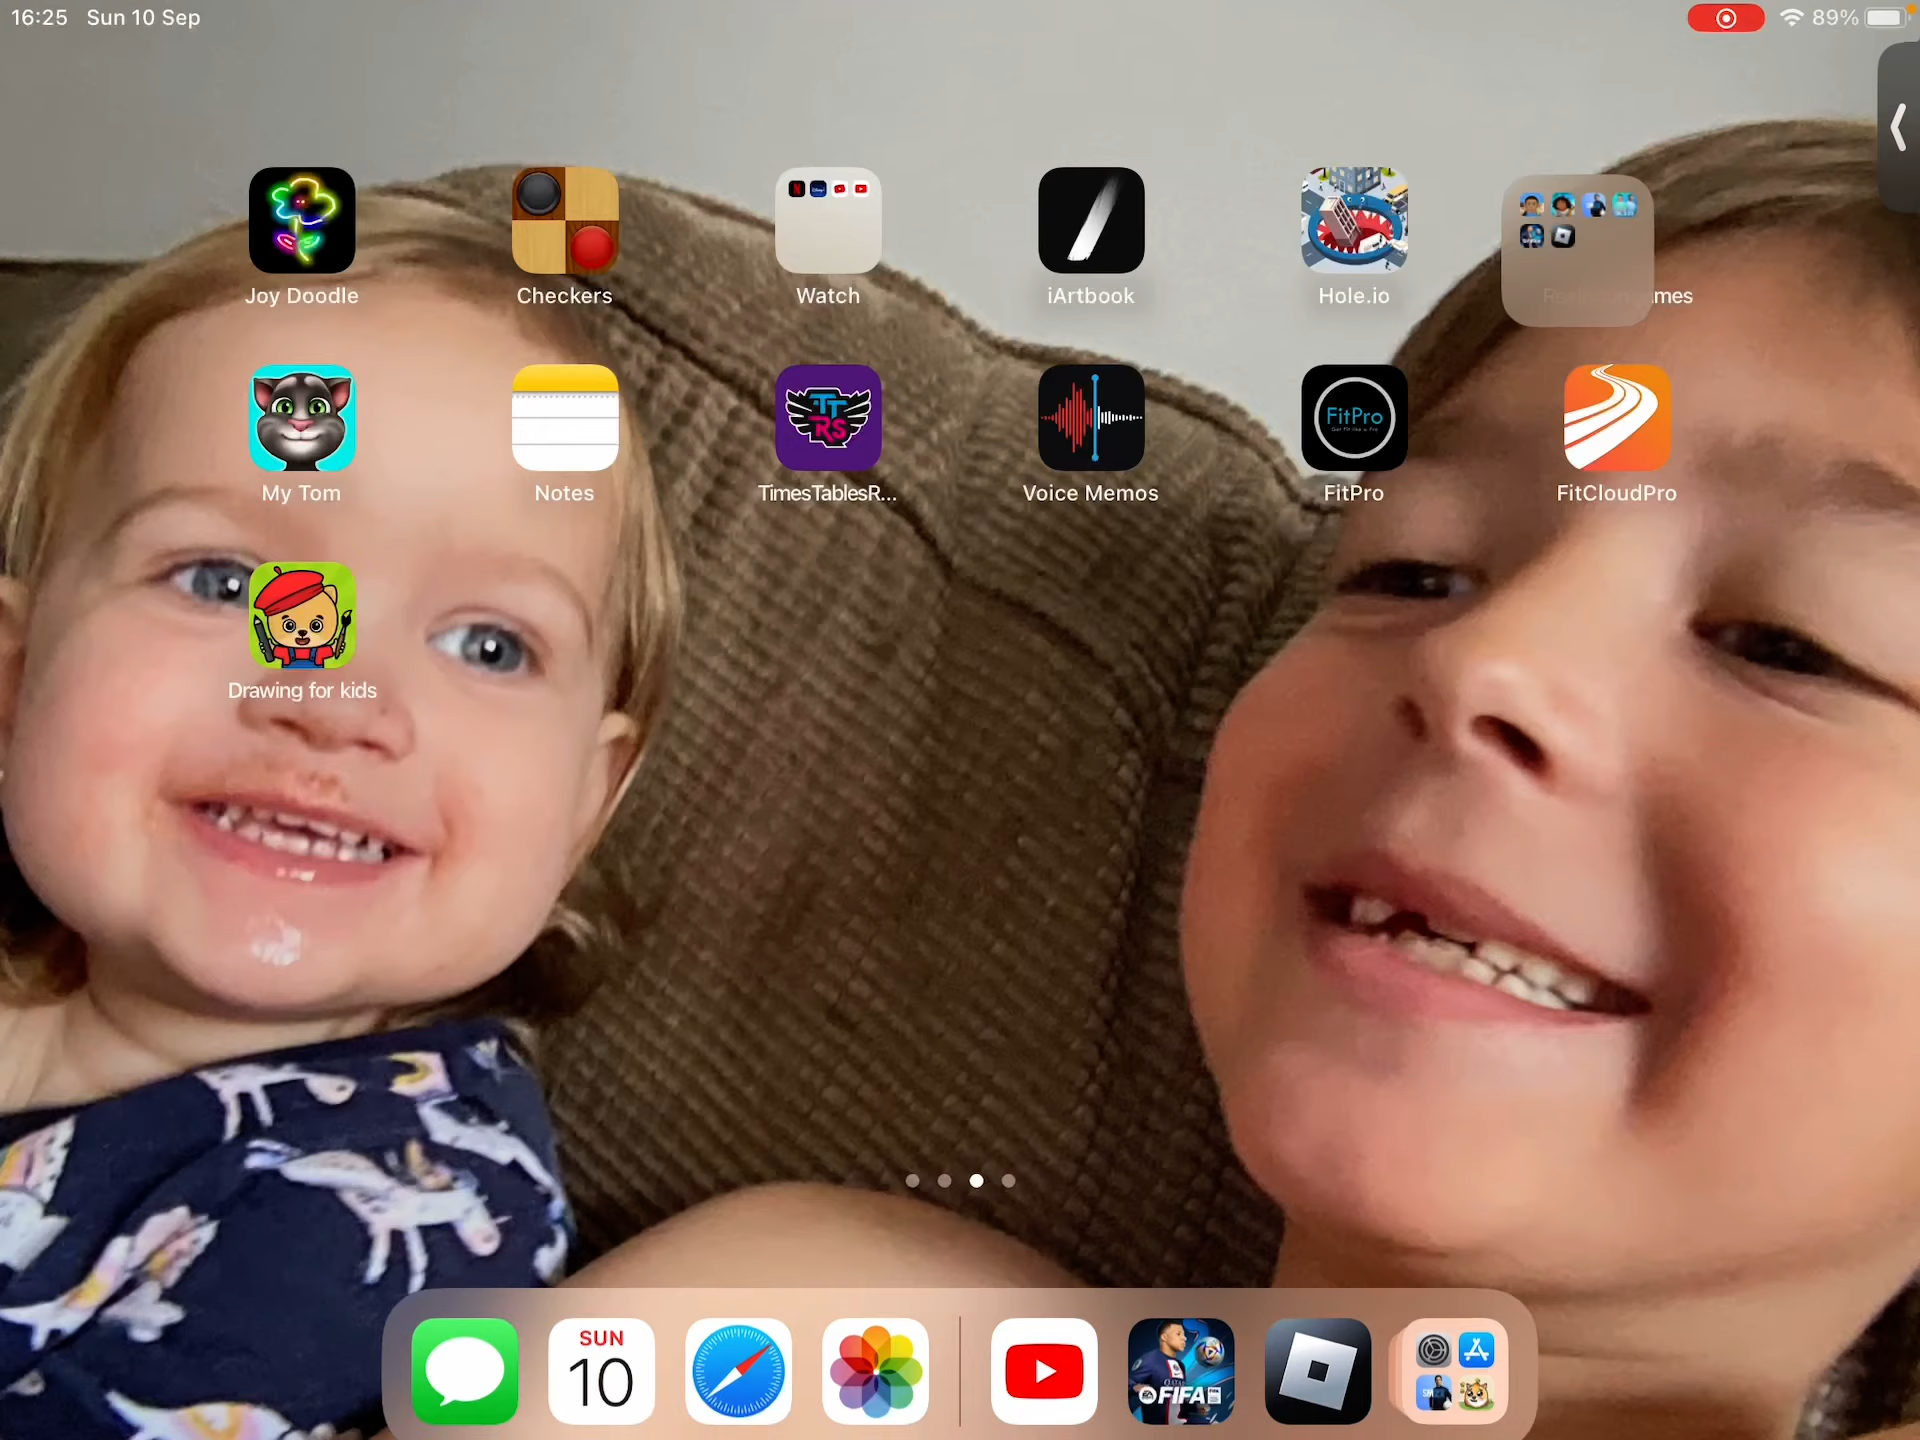 16:25 Sun 10 Sep
89%
Joy Doodle
Checkers
Watch
iArtbook
Hole.io
My Tom
Notes
TTRS
TimesTablesR...
Voice Memos
FitPro
FitPro
FitCloudPro
Drawing for kids
SUN
10
FIFA